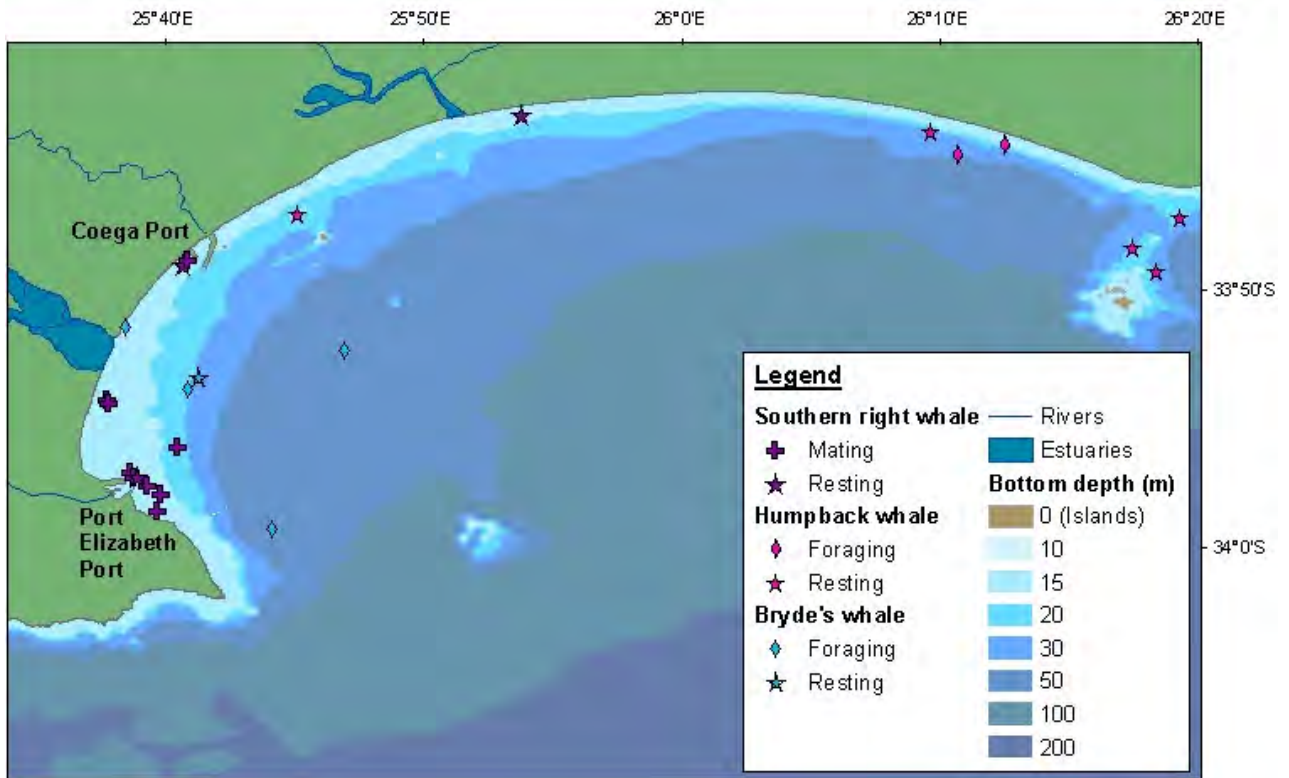 25°40'E 25°50'E 26°0'E 26°10'E 26°20'E
Coega Port
33°50'S
Port
Elizabeth
Port
34°0'S
Legend
Southern right whale
Mating
Resting
Humpback whale
Foraging
Resting
Bryde's whale
Foraging
Resting
Rivers
Estuaries
Bottom depth (m)
0 (Islands)
10
15
20
30
50
100
200